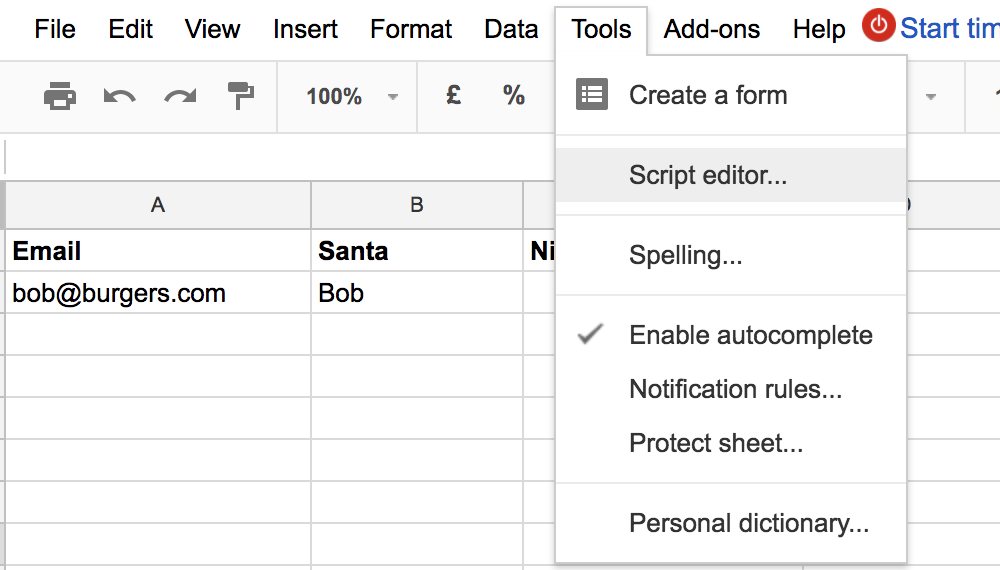 File Edit View Insert Format Data Tools Add-ons Help Start tim
100% £ %
Create a form
Script editor...
Spelling...
Enable autocomplete
Notification rules...
Protect sheet...
Personal dictionary...
A B
Email Santa Ni
bob@burgers.com Bob